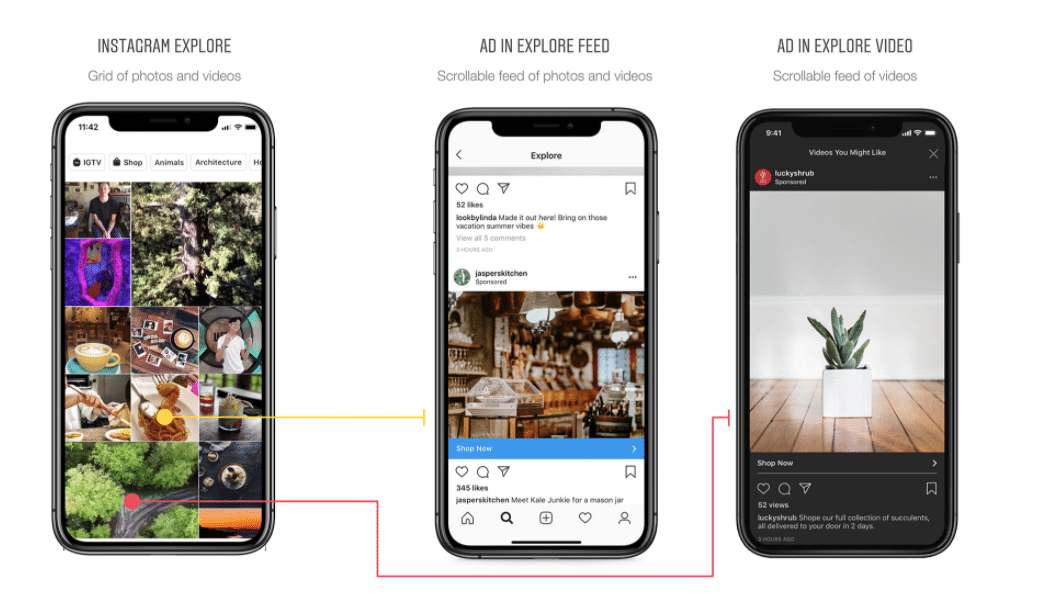 INSTAGRAM EXPLORE
Grid of photos and videos
11:42
IGTV
Shop
Animals
Architecture
Ho
AD IN EXPLORE FEED
Scrollable feed of photos and videos
Explore
52 likes
lookbylinda Made it out here! Bring on those
vacation summer vibes
View all 5 comments
3 HOURS AGO
jasperskitchen
Sponsored
Shop Now
345 likes
jasperskitchen Meet Kale Junkie for a mason jar
AD IN EXPLORE VIDEO
Scrollable feed of videos
9:41
Videos You Might Like
luckyshrub
Sponsored
Shop Now
52 views
luckyshrub Shope our full collection of succulents,
all delivered to your door in 2 days.
3 HOURS AGO